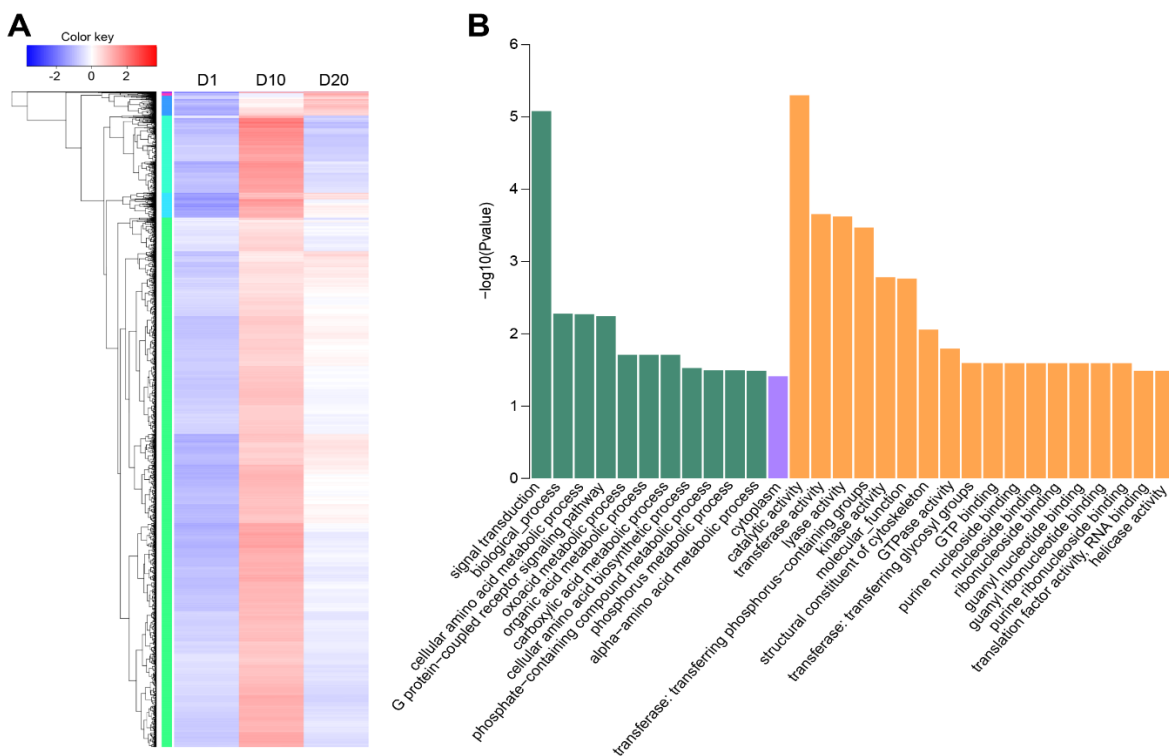 A
Color key
-2
0
2
D1
D10
D20
B
6
5
4
3
2
1
0
-log10(Pvalue)
signal transduction
biological_process
cellular amino acid metabolic process
G protein-coupled receptor signaling pathway
oxoacid metabolic process
organic acid metabolic process
carboxylic acid metabolic process
cellular amino acid biosynthetic process
phosphate-containing compound metabolic process
phosphorus metabolic process
alpha-amino acid metabolic process
cytoplasm
catalytic activity
transferase activity
lyase activity
transferase: transferring phosphorus-containing groups
kinase activity
molecular_function
structural constituent of cytoskeleton
GTPase activity
transferase: transferring glycosyl groups
GTP binding
purine nucleoside binding
nucleoside binding
ribonucleoside binding
guanyl nucleotide binding
guanyl ribonucleotide binding
purine ribonucleoside binding
translation factor activity, RNA binding
helicase activity